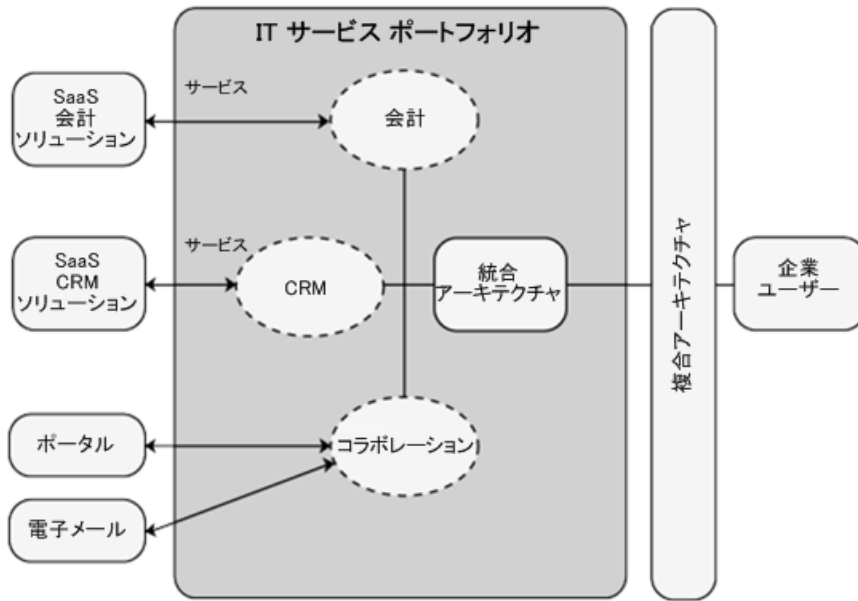 IT サービス ポートフォリオ
SaaS
会計
ソリューション
サービス
会計
SaaS
CRM
ソリューション
サービス
CRM
統合
アーキテクチャ
複合アーキテクチャ
企業
ユーザー
ポータル
コラボレーション
電子メール